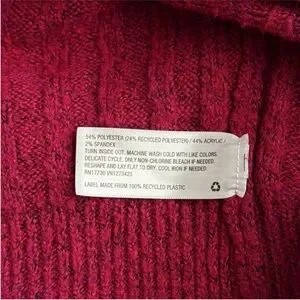 54% POLYESTER (24% RECYCLED POLYESTER) / 44% ACRYLIC /
2% SPANDEX
TURN INSIDE OUT. MACHINE WASH COLD WITH LIKE COLORS.
DELICATE CYCLE. ONLY NON-CHLORINE BLEACH IF NEEDED.
RESHAPE AND LAY FLAT TO DRY. COOL IRON IF NEEDED.
RN17730 VN1275425
LABEL MADE FROM 100% RECYCLED PLASTIC